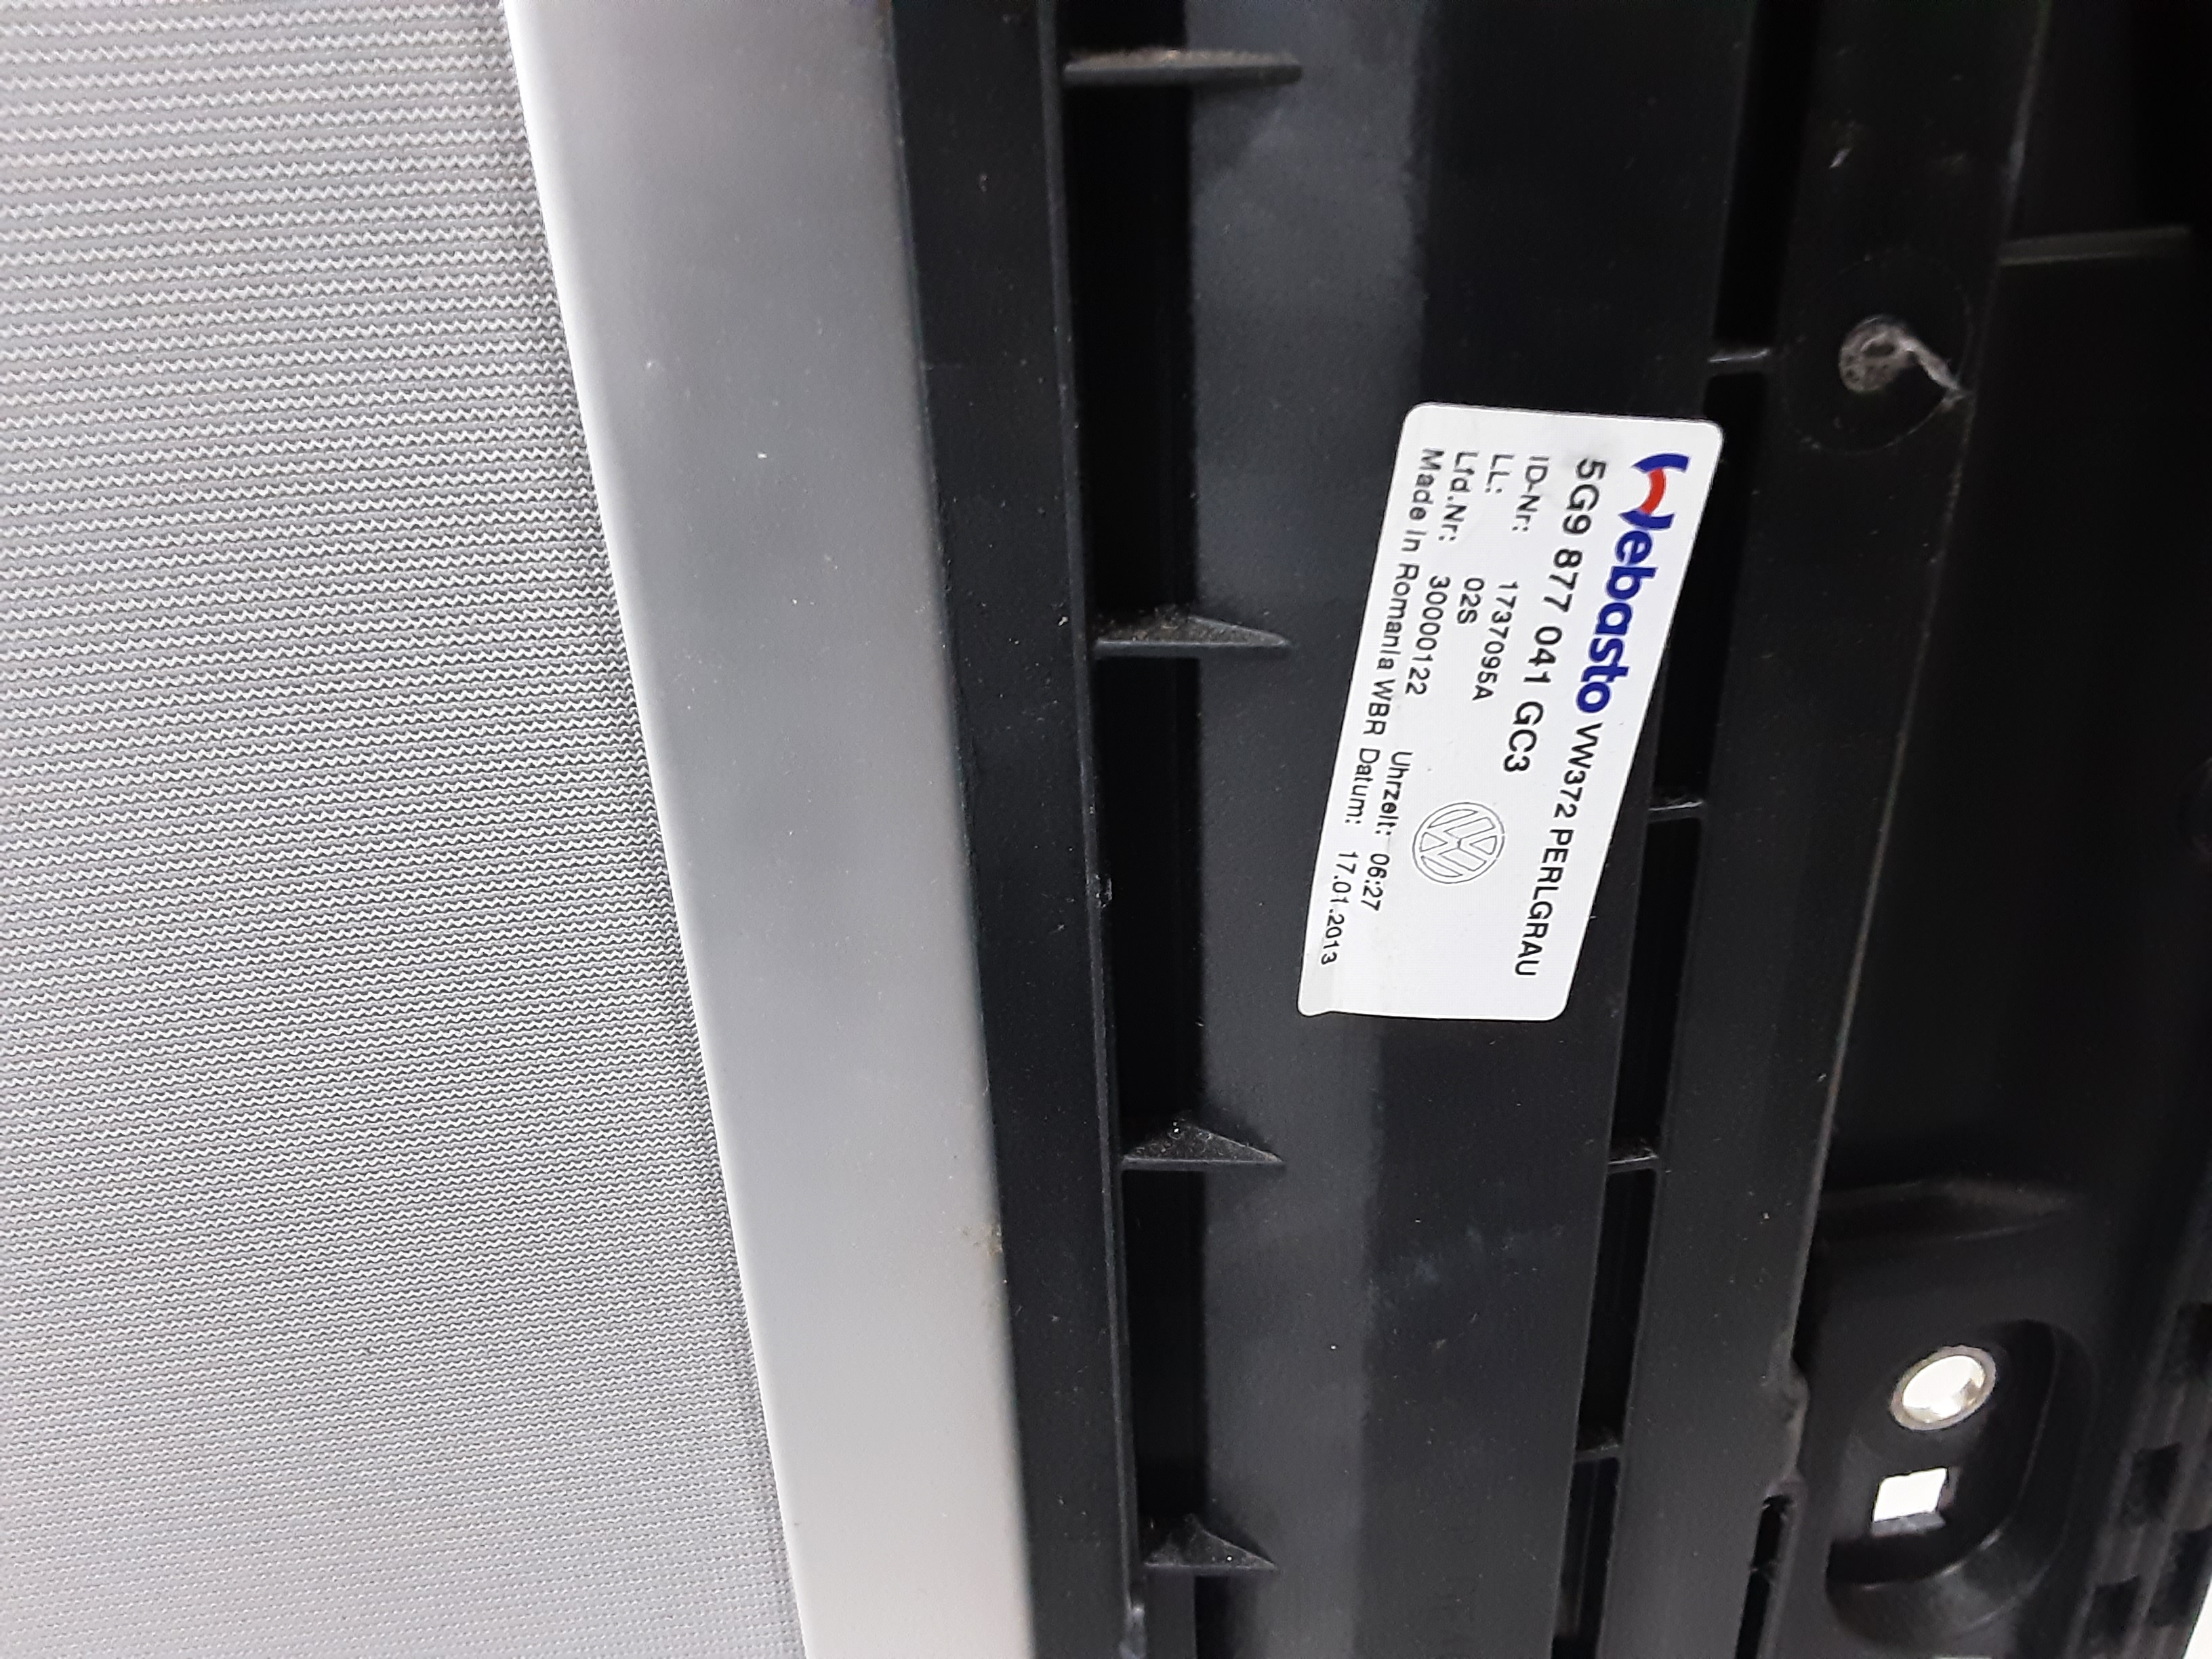 Webasto VW372 PERLGRAU
5G9 877 041 GC3
ID-Nr: 1737095A
LL: 02S
Lfd.Nr: 30000122 Uhrzeit: 06:27
Made in Romania WBR Datum: 17.01.2013